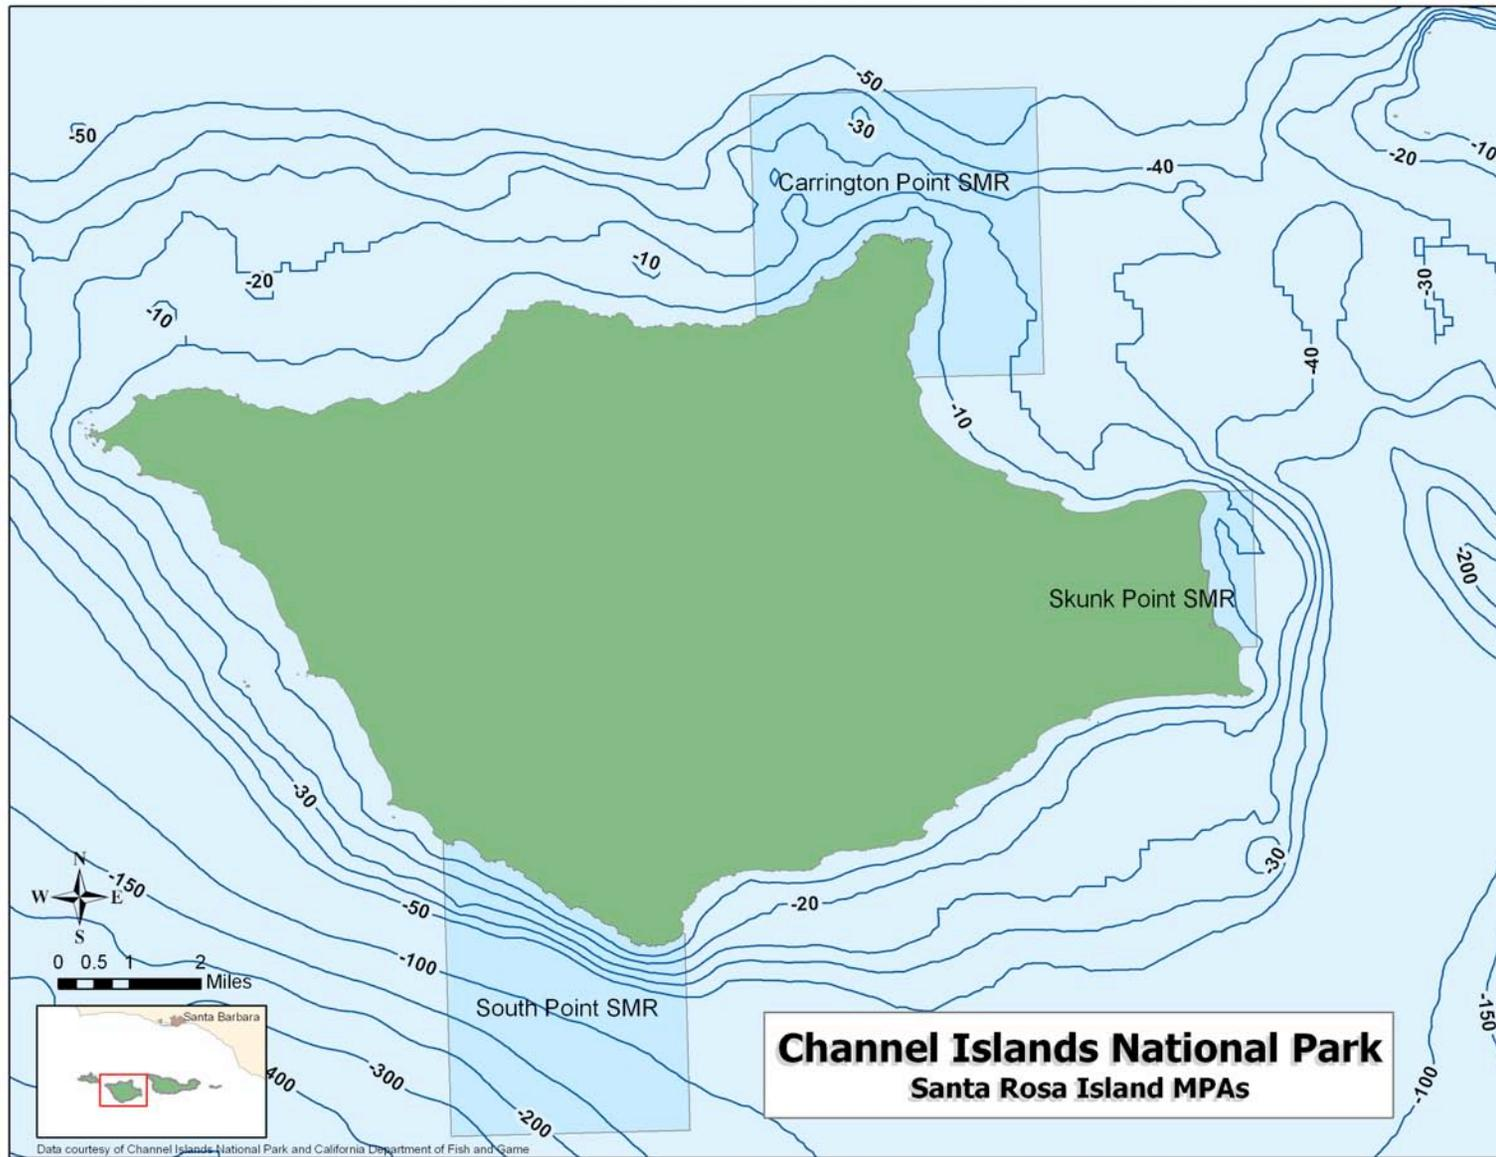 -50
-50
-30
-40
-10
-20
Carrington Point SMR
-10
-20
-10
-30
-40
-10
-200
Skunk Point SMR
-30
-30
N
W E
S
-150
-50
-20
-100
0 0.5 1 2
Miles
South Point SMR
-150
Santa Barbara
Channel Islands National Park
Santa Rosa Island MPAs
400
-300
-200
-100
Data courtesy of Channel Islands National Park and California Department of Fish and Game